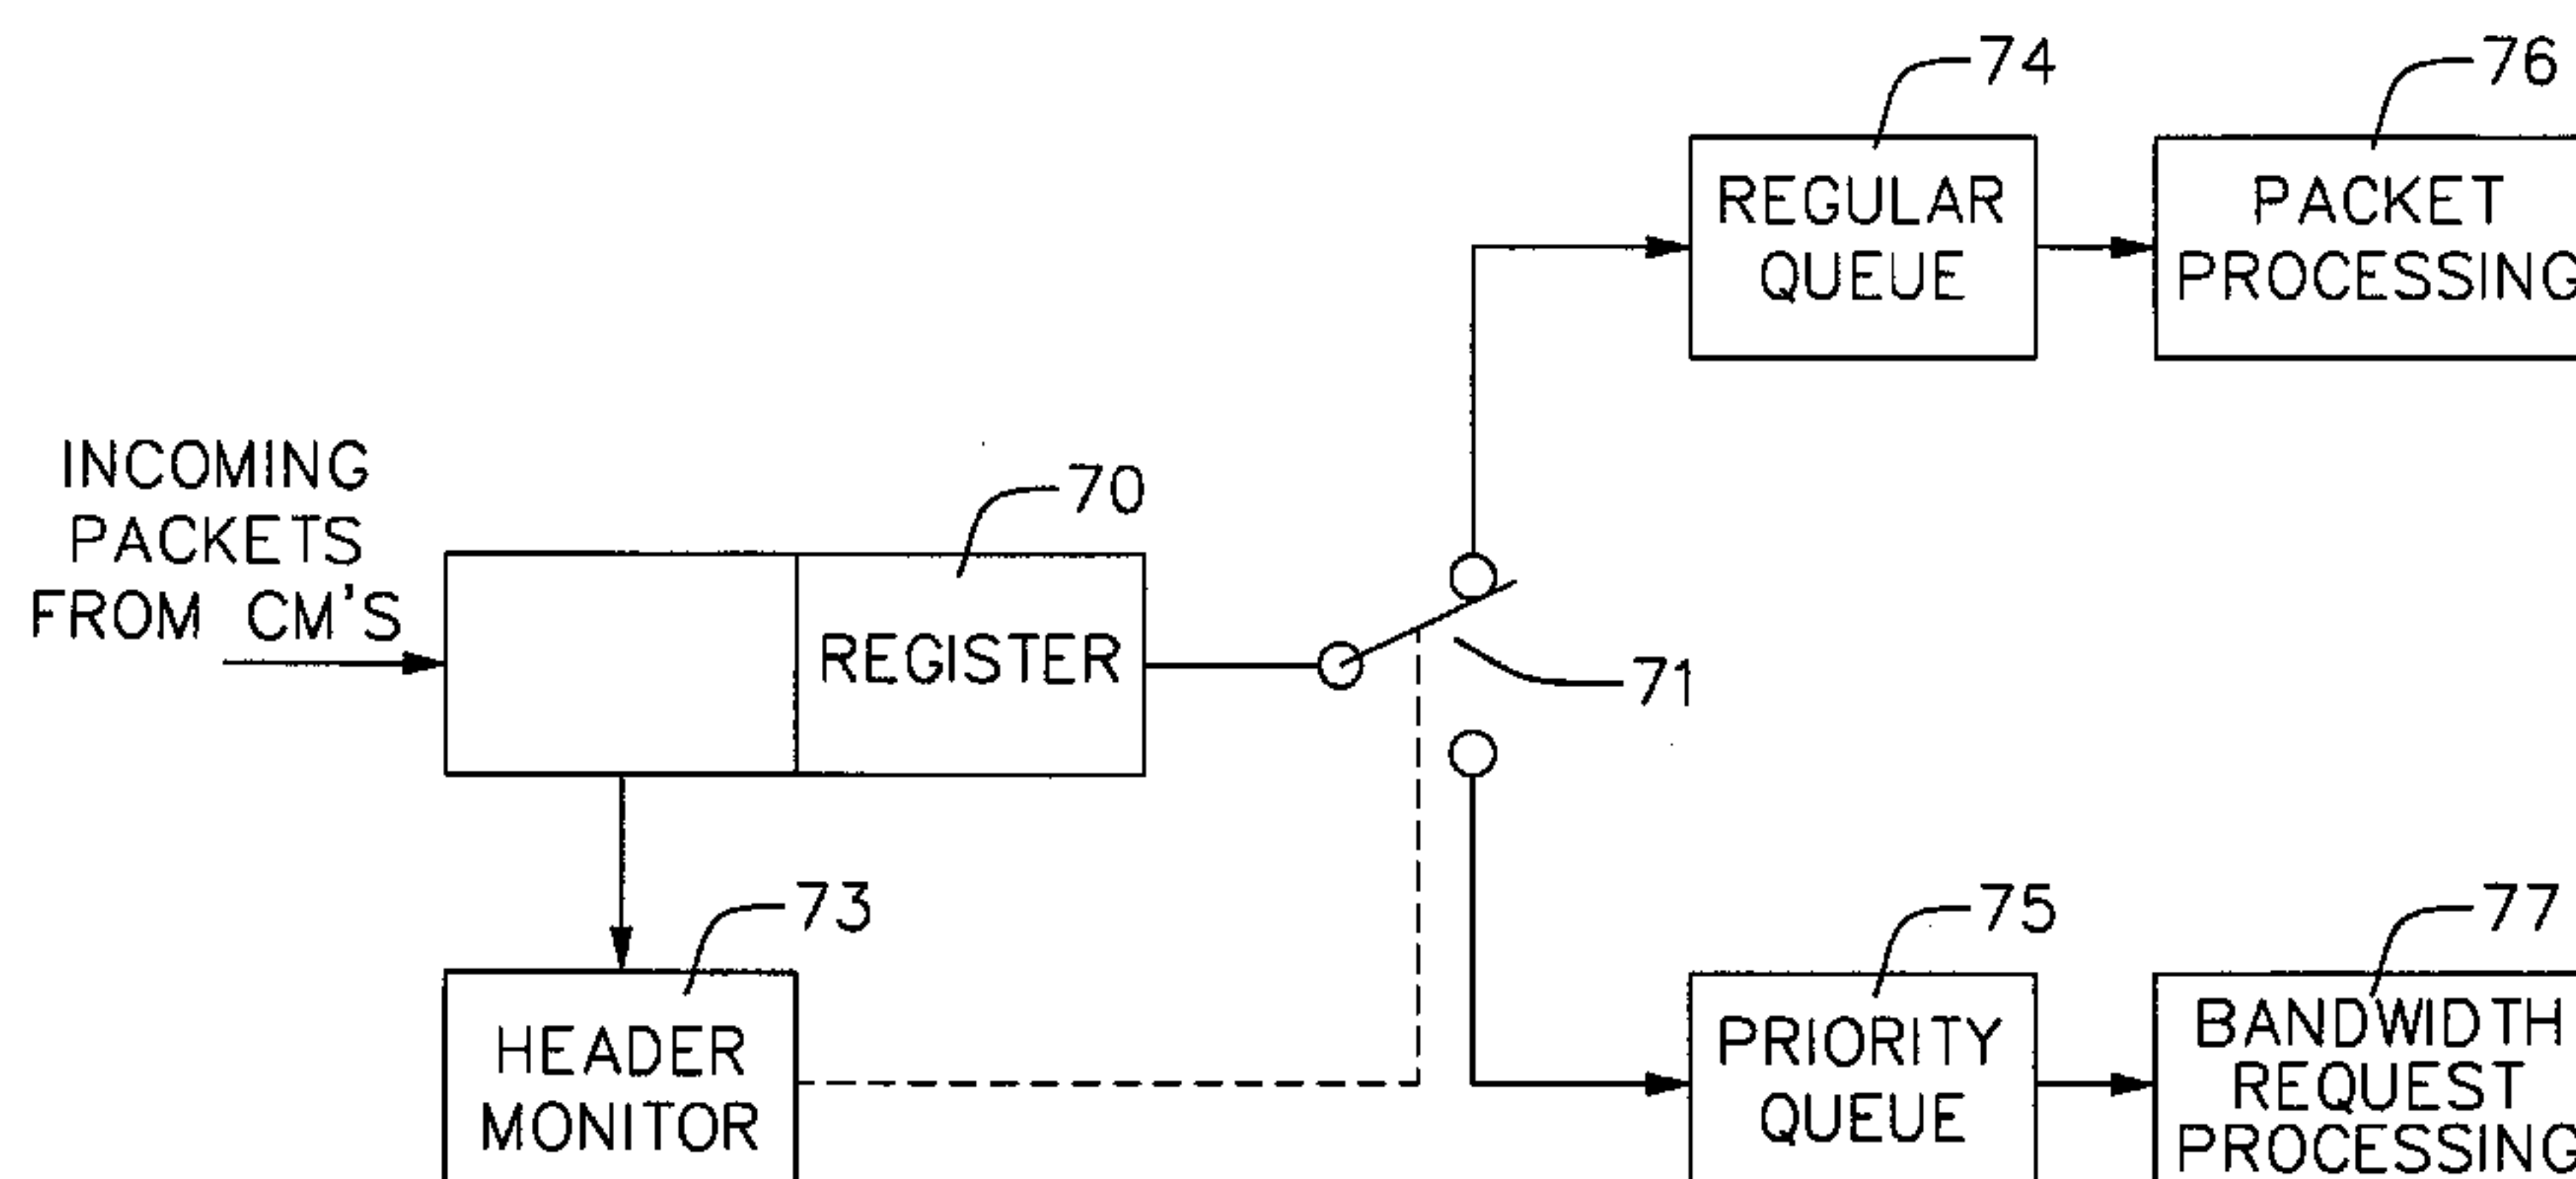 74
76
REGULAR
QUEUE
PACKET
PROCESSING
INCOMING
PACKETS
FROM CM'S
70
REGISTER
71
73
HEADER
MONITOR
75
77
PRIORITY
QUEUE
BANDWIDTH
REQUEST
PROCESSING